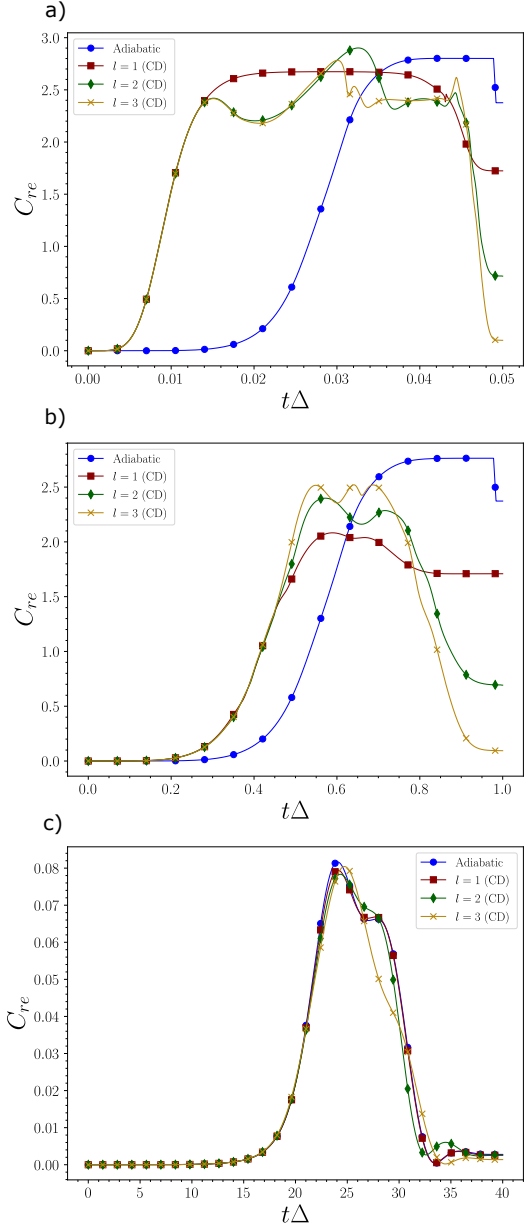 a)
3.0
2.5
2.0
1.5
1.0
0.5
0.0
C_re
Adiabatic
l = 1 (CD)
l = 2 (CD)
l = 3 (CD)
0.00 0.01 0.02 0.03 0.04 0.05
tΔ
b)
2.5
2.0
1.5
1.0
0.5
0.0
C_re
Adiabatic
l = 1 (CD)
l = 2 (CD)
l = 3 (CD)
0.0 0.2 0.4 0.6 0.8 1.0
tΔ
c)
0.08
0.07
0.06
0.05
0.04
0.03
0.02
0.01
0.00
C_re
Adiabatic
l = 1 (CD)
l = 2 (CD)
l = 3 (CD)
0 5 10 15 20 25 30 35 40
tΔ